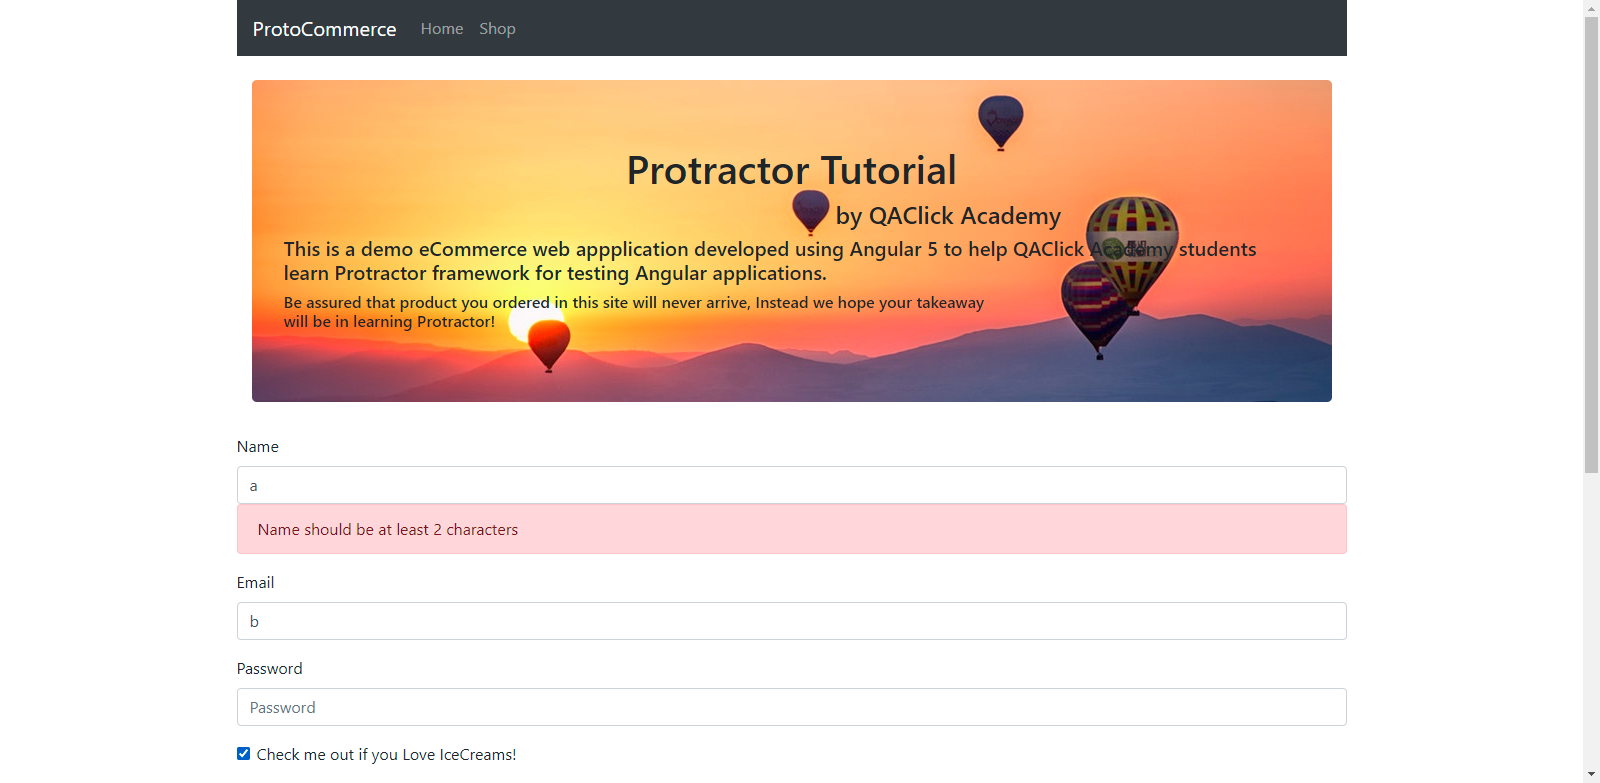 ProtoCommerce Home Shop
Protractor Tutorial
by QAClick Academy
This is a demo eCommerce web appplication developed using Angular 5 to help QAClick Academy students
learn Protractor framework for testing Angular applications.
Be assured that product you ordered in this site will never arrive, Instead we hope your takeaway
will be in learning Protractor!
Name
a
Name should be at least 2 characters
Email
b
Password
Password
Check me out if you Love IceCreams!